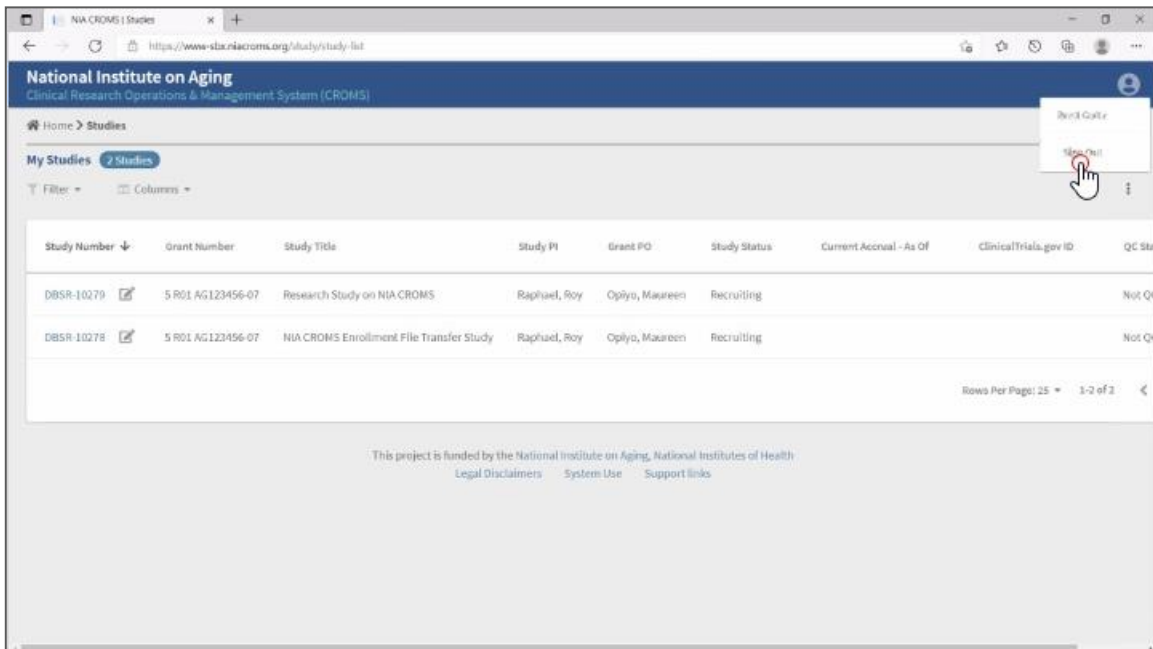 NIA CROMS | Studies
https://www-sbx.niacroms.org/study/study-list
National Institute on Aging
Clinical Research Operations & Management System (CROMS)
Home > Studies
My Studies 2 Studies
Sign Out
Filter Columns
Study Number Grant Number Study Title Study PI Grant PO Study Status Current Accrual - As Of ClinicalTrials.gov ID QC Sta
DBSR-10279 5 R01 AG123456-07 Research Study on NIA CROMS Raphael, Roy Opiyo, Maureen Recruiting Not Q
DBSR-10278 5 R01 AG123456-07 NIA CROMS Enrollment File Transfer Study Raphael, Roy Opiyo, Maureen Recruiting Not Q
Rows Per Page: 25 1-2 of 2
This project is funded by the National Institute on Aging, National Institutes of Health
Legal Disclaimers System Use Support links